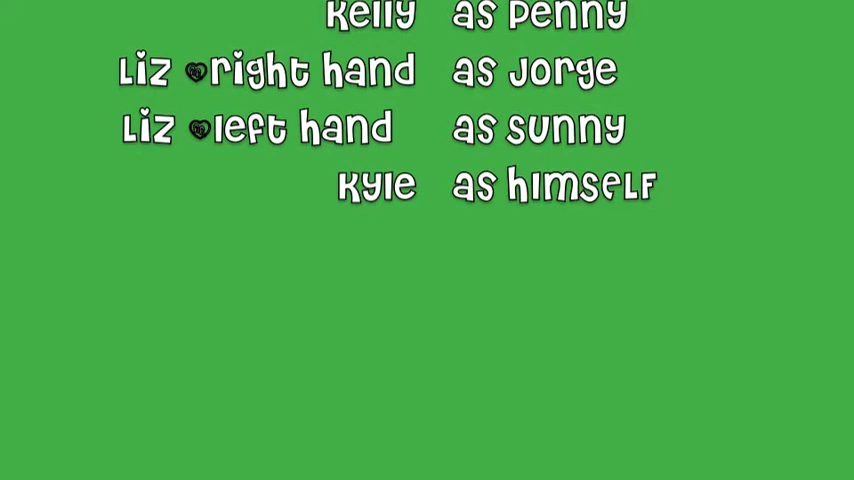 Kelly as Penny
Liz right hand as Jorge
Liz left hand as Sunny
Kyle as himself